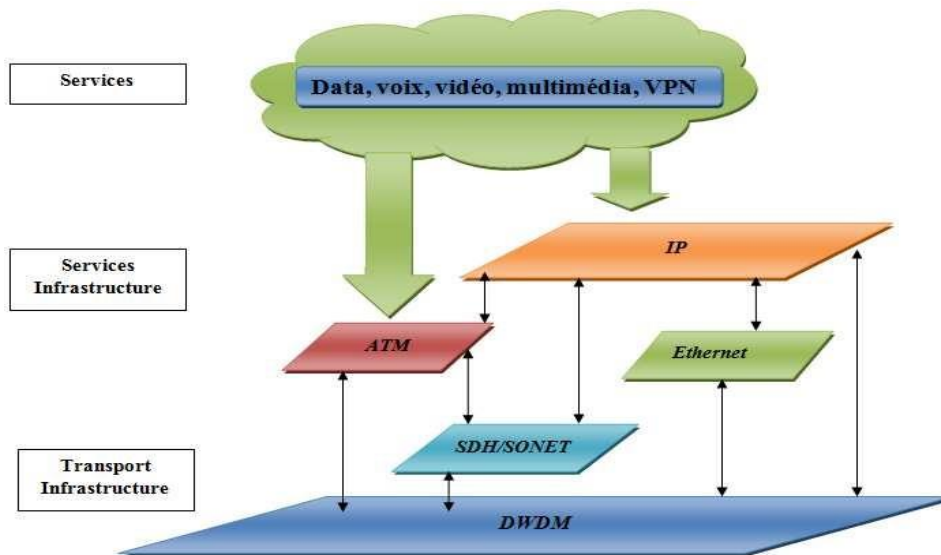 Services
Data, voix, vidéo, multimédia, VPN
Services
Infrastructure
IP
ATM
Ethernet
SDH/SONET
Transport
Infrastructure
DWDM